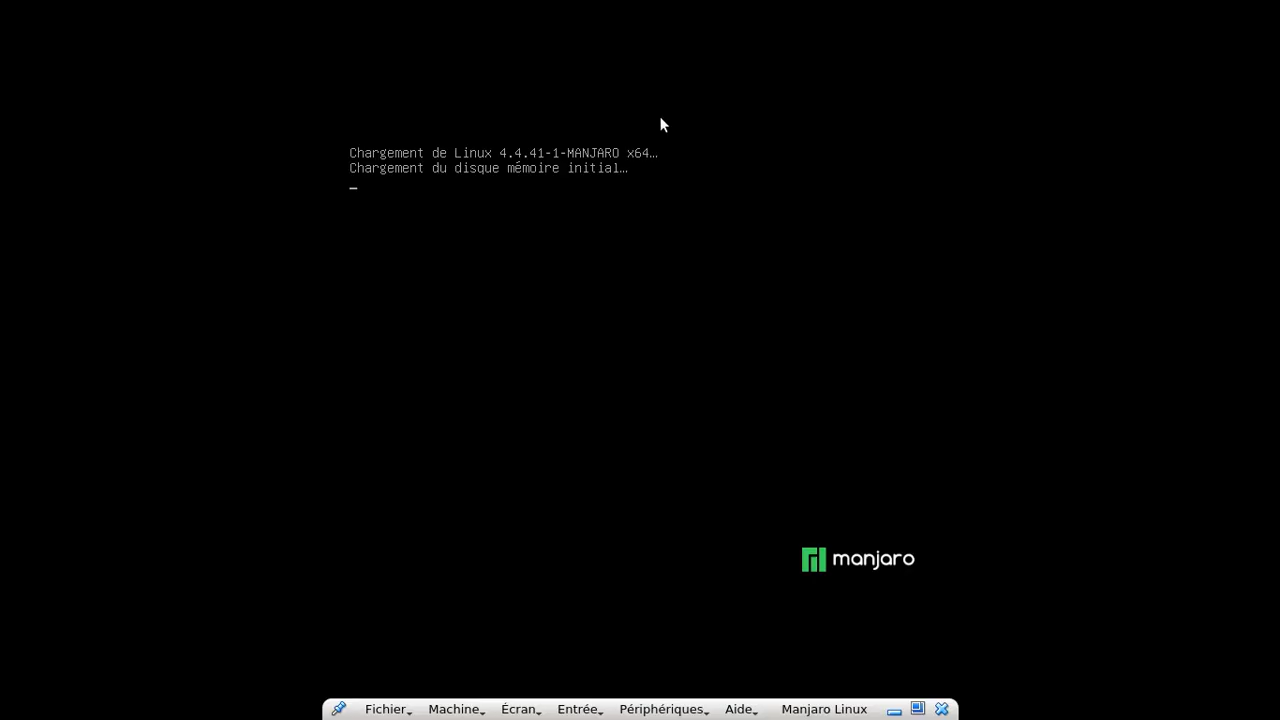 Chargement de Linux 4.4.41-1-MANJARO x64…
Chargement du disque mémoire initial…
manjaro
Fichier Machine Écran Entrée Périphériques Aide Manjaro Linux